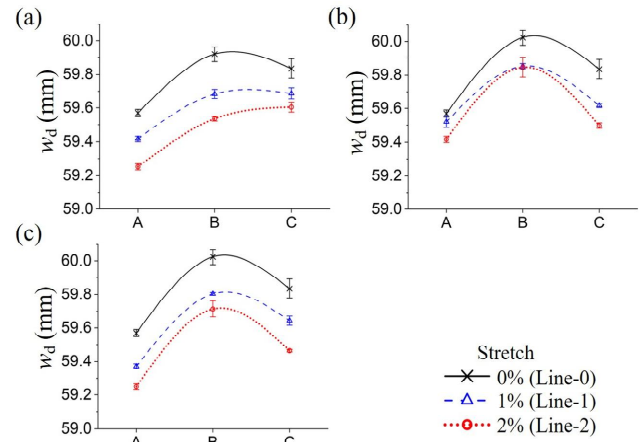 (a)
60.0
59.8
59.6
59.4
59.2
59.0
w_d (mm)
A B C
(b)
60.0
59.8
59.6
59.4
59.2
59.0
w_d (mm)
A B C
(c)
60.0
59.8
59.6
59.4
59.2
59.0
w_d (mm)
A B C
Stretch
0% (Line-0)
1% (Line-1)
2% (Line-2)